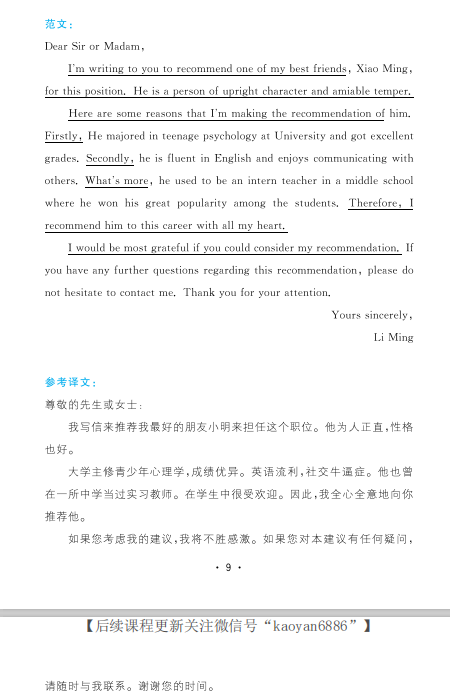 范文：
Dear Sir or Madam,
I'm writing to you to recommend one of my best friends, Xiao Ming,
for this position. He is a person of upright character and amiable temper.
Here are some reasons that I'm making the recommendation of him.
Firstly, He majored in teenage psychology at University and got excellent
grades. Secondly, he is fluent in English and enjoys communicating with
others. What's more, he used to be an intern teacher in a middle school
where he won his great popularity among the students. Therefore, I
recommend him to this career with all my heart.
I would be most grateful if you could consider my recommendation. If
you have any further questions regarding this recommendation, please do
not hesitate to contact me. Thank you for your attention.
Yours sincerely,
Li Ming
参考译文：
尊敬的先生或女士：
我写信来推荐我最好的朋友小明来担任这个职位。他为人正直，性格
也好。
大学主修青少年心理学，成绩优异。英语流利，社交牛逼症。他也曾
在一所中学当过实习教师。在学生中很受欢迎。因此，我全心全意地向你
推荐他。
如果您考虑我的建议，我将不胜感激。如果您对本建议有任何疑问，
· 9 ·
【后续课程更新关注微信号“kaoyan6886”】
请随时与我联系。谢谢您的时间。